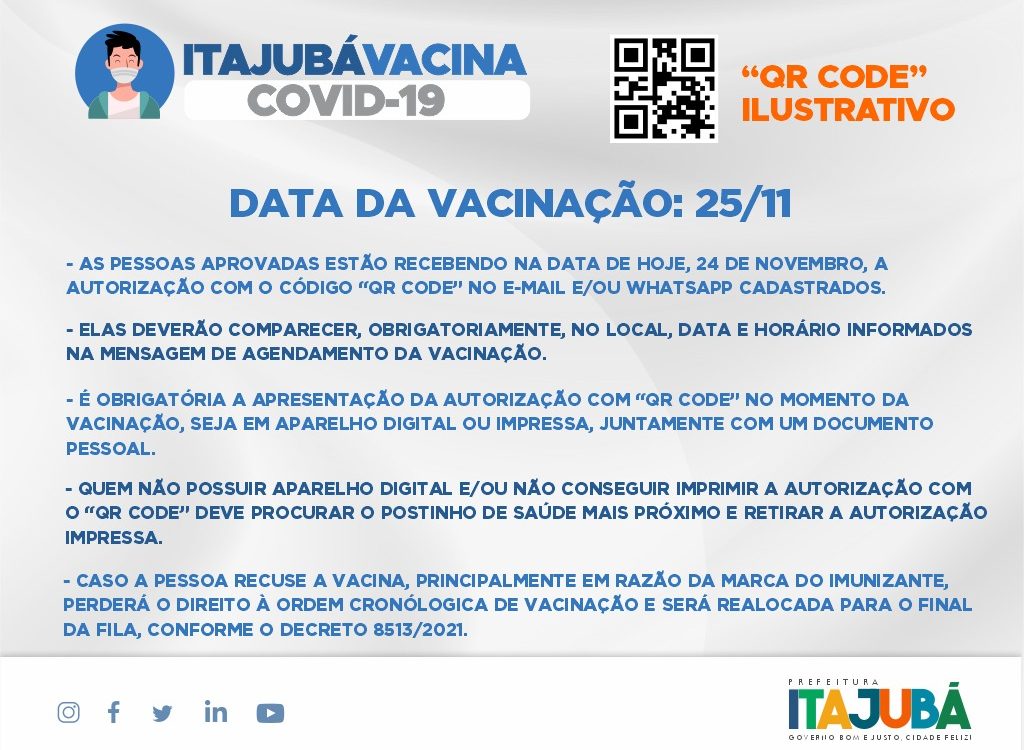 ITAJUBÁVACINA
COVID-19
“QR CODE”
ILUSTRATIVO
DATA DA VACINAÇÃO: 25/11
- AS PESSOAS APROVADAS ESTÃO RECEBENDO NA DATA DE HOJE, 24 DE NOVEMBRO, A
AUTORIZAÇÃO COM O CÓDIGO “QR CODE” NO E-MAIL E/OU WHATSAPP CADASTRADOS.
- ELAS DEVERÃO COMPARECER, OBRIGATORIAMENTE, NO LOCAL, DATA E HORÁRIO INFORMADOS
NA MENSAGEM DE AGENDAMENTO DA VACINAÇÃO.
- É OBRIGATÓRIA A APRESENTAÇÃO DA AUTORIZAÇÃO COM “QR CODE” NO MOMENTO DA
VACINAÇÃO, SEJA EM APARELHO DIGITAL OU IMPRESSA, JUNTAMENTE COM UM DOCUMENTO
PESSOAL.
- QUEM NÃO POSSUIR APARELHO DIGITAL E/OU NÃO CONSEGUIR IMPRIMIR A AUTORIZAÇÃO COM
O “QR CODE” DEVE PROCURAR O POSTINHO DE SAÚDE MAIS PRÓXIMO E RETIRAR A AUTORIZAÇÃO
IMPRESSA.
- CASO A PESSOA RECUSE A VACINA, PRINCIPALMENTE EM RAZÃO DA MARCA DO IMUNIZANTE,
PERDERÁ O DIREITO À ORDEM CRONÓLOGICA DE VACINAÇÃO E SERÁ REALOCADA PARA O FINAL
DA FILA, CONFORME O DECRETO 8513/2021.
PREFEITURA
ITAJUBÁ
GOVERNO BOM E JUSTO, CIDADE FELIZ!